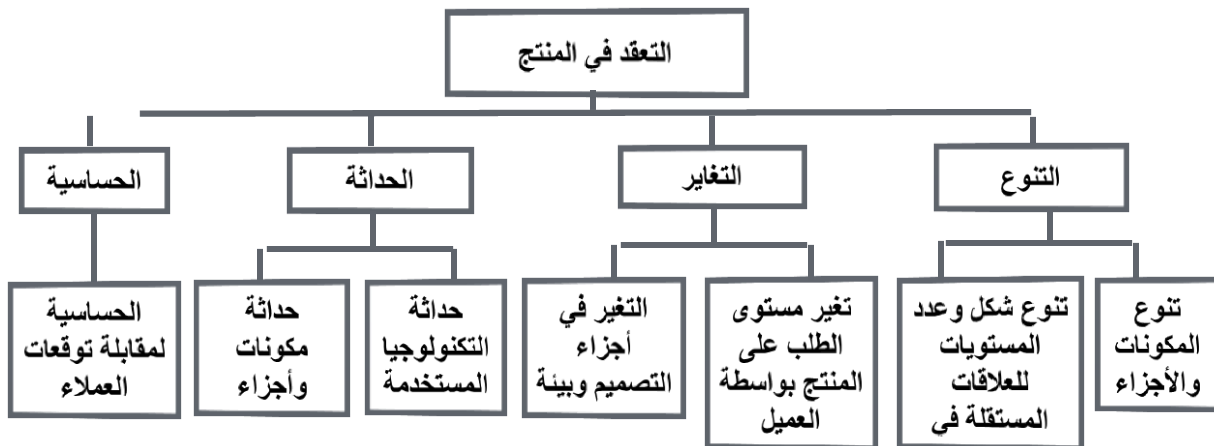 التعقد في المنتج
التنوع
التغاير
الحداثة
الحساسية
تنوع
المكونات
والأجزاء
تنوع شكل وعدد
المستويات
للعلاقات
المستقلة في
تغير مستوى
الطلب على
المنتج بواسطة
العميل
التغير في
أجزاء
التصميم وبيئة
حداثة
التكنولوجيا
المستخدمة
حداثة
مكونات
وأجزاء
الحساسية
لمقابلة توقعات
العملاء